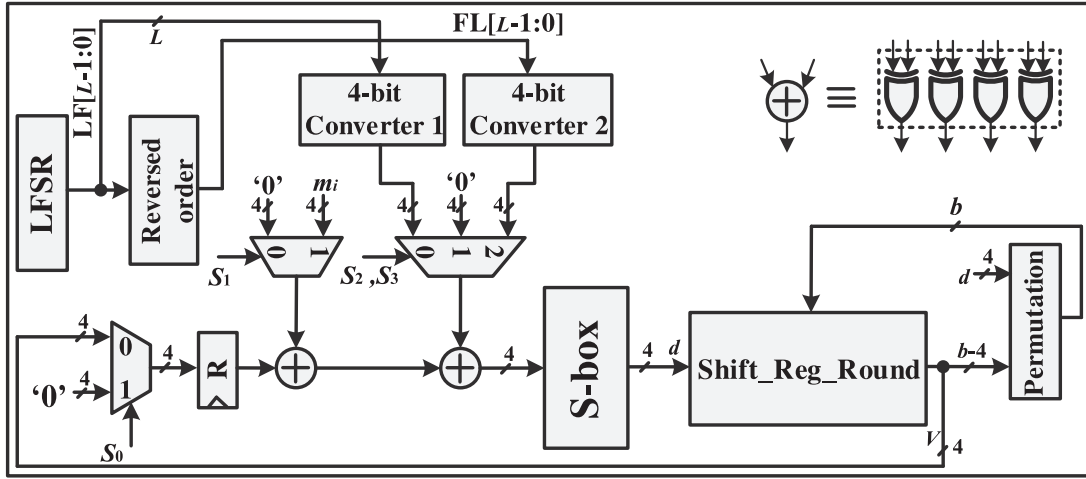 FL[L-1:0]
L
LF[L-1:0]
4-bit
Converter 1
4-bit
Converter 2
LFSR
Reversed
order
'0'
mi
'0'
4
4
4
4
4
0
1
0
1
2
S1
S2 ,S3
b
4
d
Permutation
4
0
4
R
'0'
4
1
S0
4
S-box
4
d
Shift_Reg_Round
b-4
V
4